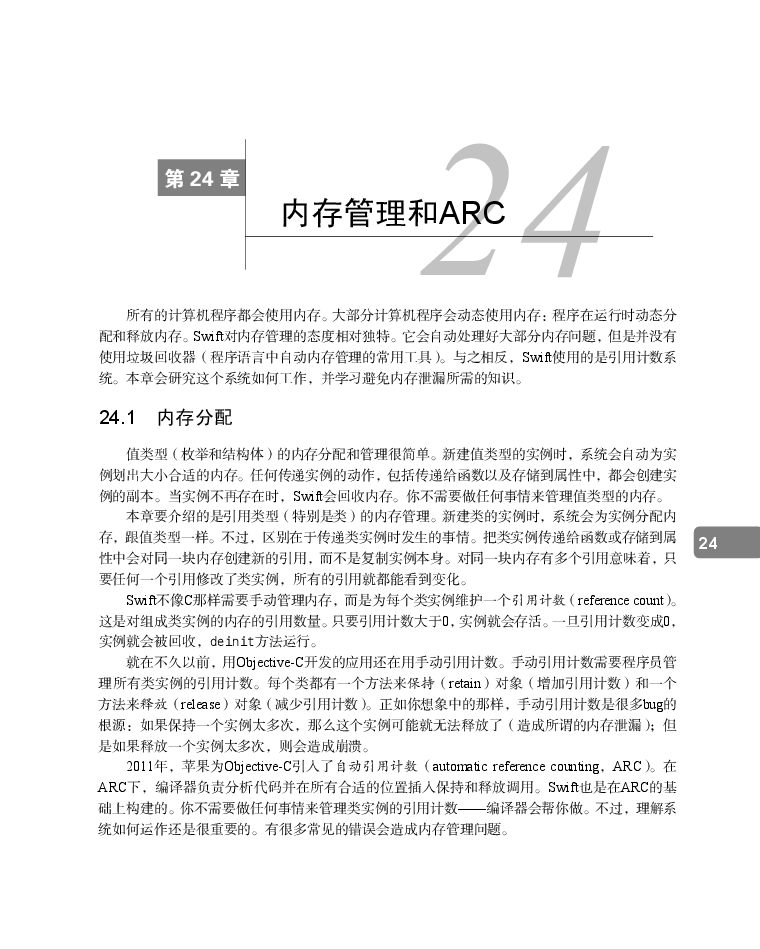 24
第 24 章
内存管理和ARC
所有的计算机程序都会使用内存。大部分计算机程序会动态使用内存：程序在运行时动态分
配和释放内存。Swift对内存管理的态度相对独特。它会自动处理好大部分内存问题，但是并没有
使用垃圾回收器（程序语言中自动内存管理的常用工具）。与之相反，Swift使用的是引用计数系
统。本章会研究这个系统如何工作，并学习避免内存泄漏所需的知识。
24.1 内存分配
值类型（枚举和结构体）的内存分配和管理很简单。新建值类型的实例时，系统会自动为实
例划出大小合适的内存。任何传递实例的动作，包括传递给函数以及存储到属性中，都会创建实
例的副本。当实例不再存在时，Swift会回收内存。你不需要做任何事情来管理值类型的内存。
本章要介绍的是引用类型（特别是类）的内存管理。新建类的实例时，系统会为实例分配内
存，跟值类型一样。不过，区别在于传递类实例时发生的事情。把类实例传递给函数或存储到属
性中会对同一块内存创建新的引用，而不是复制实例本身。对同一块内存有多个引用意味着，只
要任何一个引用修改了类实例，所有的引用就都能看到变化。
Swift不像C那样需要手动管理内存，而是为每个类实例维护一个引用计数（reference count）。
这是对组成类实例的内存的引用数量。只要引用计数大于0，实例就会存活。一旦引用计数变成0，
实例就会被回收，deinit方法运行。
就在不久以前，用Objective-C开发的应用还在用手动引用计数。手动引用计数需要程序员管
理所有类实例的引用计数。每个类都有一个方法来保持（retain）对象（增加引用计数）和一个
方法来释放（release）对象（减少引用计数）。正如你想象中的那样，手动引用计数是很多bug的
根源：如果保持一个实例太多次，那么这个实例可能就无法释放了（造成所谓的内存泄漏）；但
是如果释放一个实例太多次，则会造成崩溃。
2011年，苹果为Objective-C引入了自动引用计数（automatic reference counting，ARC）。在
ARC下，编译器负责分析代码并在所有合适的位置插入保持和释放调用。Swift也是在ARC的基
础上构建的。你不需要做任何事情来管理类实例的引用计数——编译器会帮你做。不过，理解系
统如何运作还是很重要的。有很多常见的错误会造成内存管理问题。
24